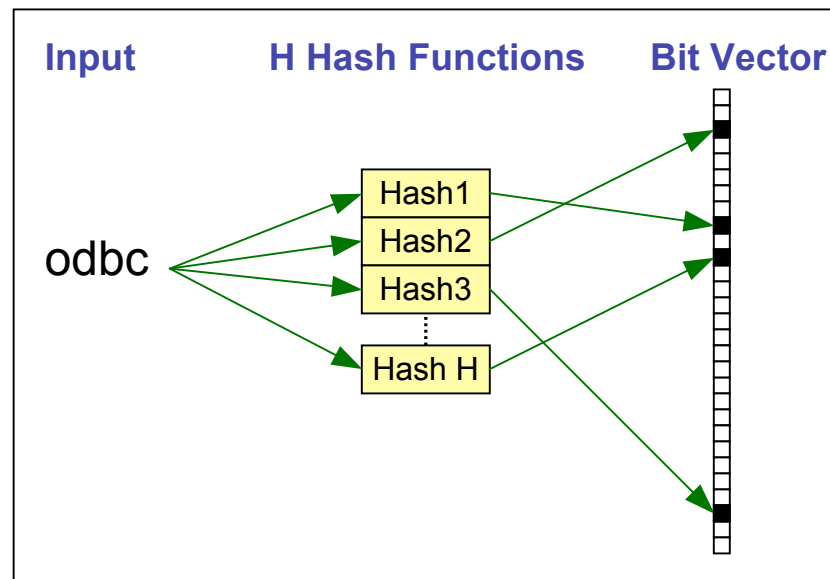 Input
H Hash Functions
Bit Vector
Hash1
Hash2
odbc
Hash3
Hash H